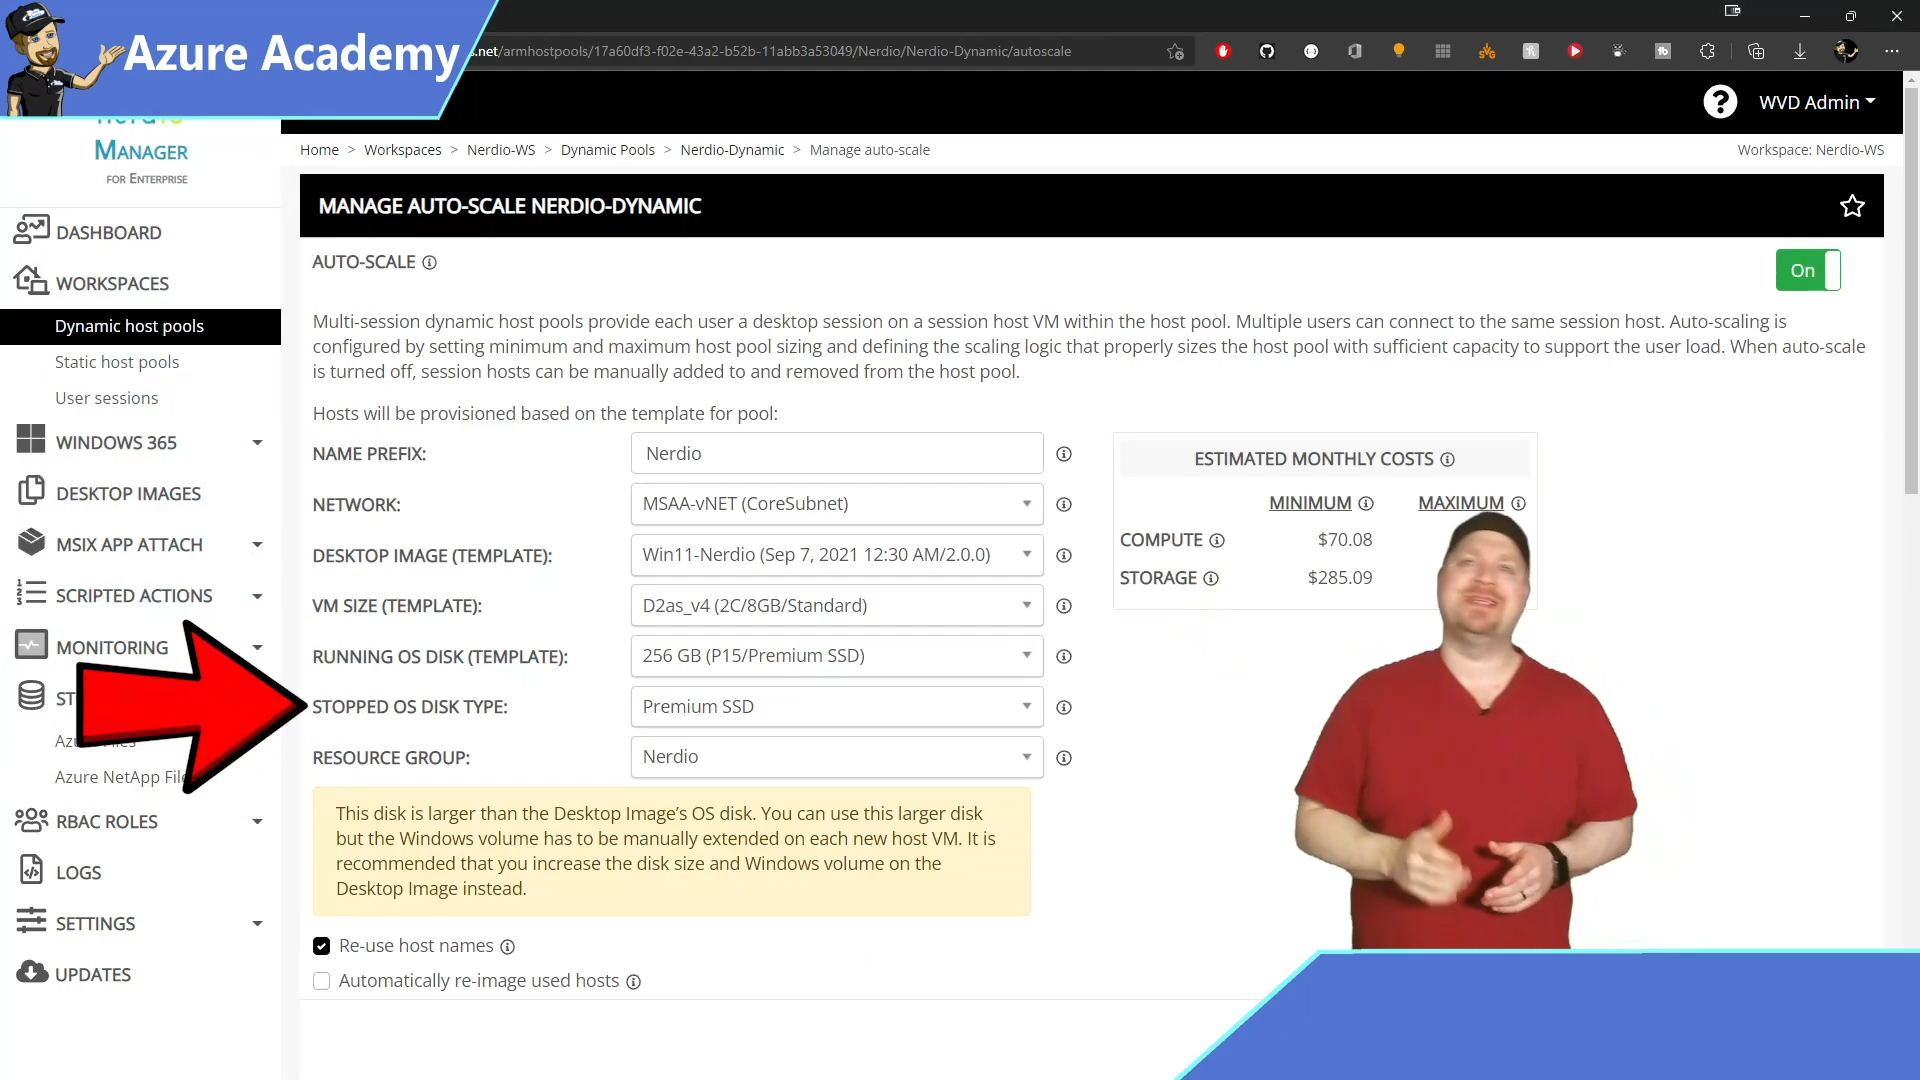 Azure Academy
.net/armhostpools/17a60df3-f02e-43a2-b52b-11abb3a53049/Nerdio/Nerdio-Dynamic/autoscale
WVD Admin
MANAGER
FOR ENTERPRISE
Home > Workspaces > Nerdio-WS > Dynamic Pools > Nerdio-Dynamic > Manage auto-scale
Workspace: Nerdio-WS
MANAGE AUTO-SCALE NERDIO-DYNAMIC
DASHBOARD
WORKSPACES
Dynamic host pools
Static host pools
User sessions
WINDOWS 365
DESKTOP IMAGES
MSIX APP ATTACH
SCRIPTED ACTIONS
MONITORING
Azure NetApp
RBAC ROLES
LOGS
SETTINGS
UPDATES
AUTO-SCALE
On
Multi-session dynamic host pools provide each user a desktop session on a session host VM within the host pool. Multiple users can connect to the same session host. Auto-scaling is
configured by setting minimum and maximum host pool sizing and defining the scaling logic that properly sizes the host pool with sufficient capacity to support the user load. When auto-scale
is turned off, session hosts can be manually added to and removed from the host pool.
Hosts will be provisioned based on the template for pool:
NAME PREFIX: Nerdio
NETWORK: MSAA-vNET (CoreSubnet)
DESKTOP IMAGE (TEMPLATE): Win11-Nerdio (Sep 7, 2021 12:30 AM/2.0.0)
VM SIZE (TEMPLATE): D2as_v4 (2C/8GB/Standard)
RUNNING OS DISK (TEMPLATE): 256 GB (P15/Premium SSD)
STOPPED OS DISK TYPE: Premium SSD
RESOURCE GROUP: Nerdio
ESTIMATED MONTHLY COSTS
MINIMUM MAXIMUM
COMPUTE $70.08
STORAGE $285.09
This disk is larger than the Desktop Image's OS disk. You can use this larger disk
but the Windows volume has to be manually extended on each new host VM. It is
recommended that you increase the disk size and Windows volume on the
Desktop Image instead.
Re-use host names
Automatically re-image used hosts